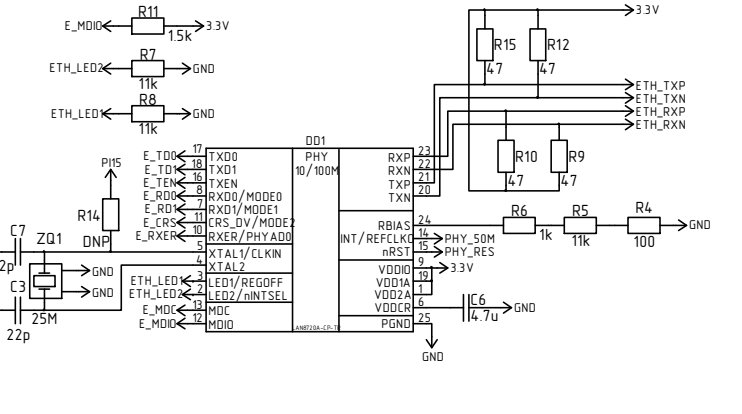 R11
E_MDIO
3.3V
1.5k
R7
ETH_LED2
GND
11k
R8
ETH_LED1
GND
11k
3.3V
R15
R12
47
47
ETH_TXP
ETH_TXN
ETH_RXP
ETH_RXN
R10
R9
47
47
DD1
PHY
10/100M
E_TD0 17 TXD0
E_TD1 18 TXD1
E_TEN 16 TXEN
E_RD0 8 RXD0/MODE0
E_RD1 7 RXD1/MODE1
E_CRS 11 CRS_DV/MODE2
E_RXER 10 RXER/PHYAD0
5 XTAL1/CLKIN
4 XTAL2
ETH_LED1 3 LED1/REGOFF
ETH_LED2 2 LED2/nINTSEL
E_MDC 13 MDC
E_MDIO 12 MDIO
LAN8720A-CP-TR
RXP 23
RXN 22
TXP 21
TXN 20
RBIAS 24
INT/REFCLKO 14 PHY_50M
nRST 15 PHY_RES
VDDIO 9 3.3V
VDD1A 19
VDD2A 1
VDDCR 6
PGND 25
GND
R6
1k
R5
11k
R4
100
GND
C6
4.7u
GND
PI15
R14
DNP
C7
2p
ZQ1
GND
GND
25M
C3
22p